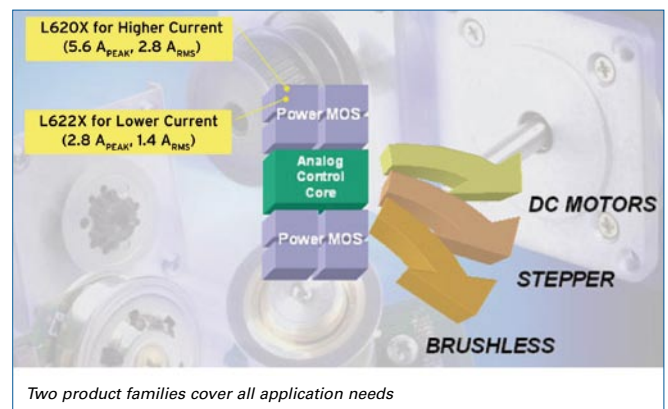 L620X for Higher Current
(5.6 APEAK, 2.8 ARMS)
L622X for Lower Current
(2.8 APEAK, 1.4 ARMS)
Power MOS
Analog
Control
Core
Power MOS
DC MOTORS
STEPPER
BRUSHLESS
Two product families cover all application needs